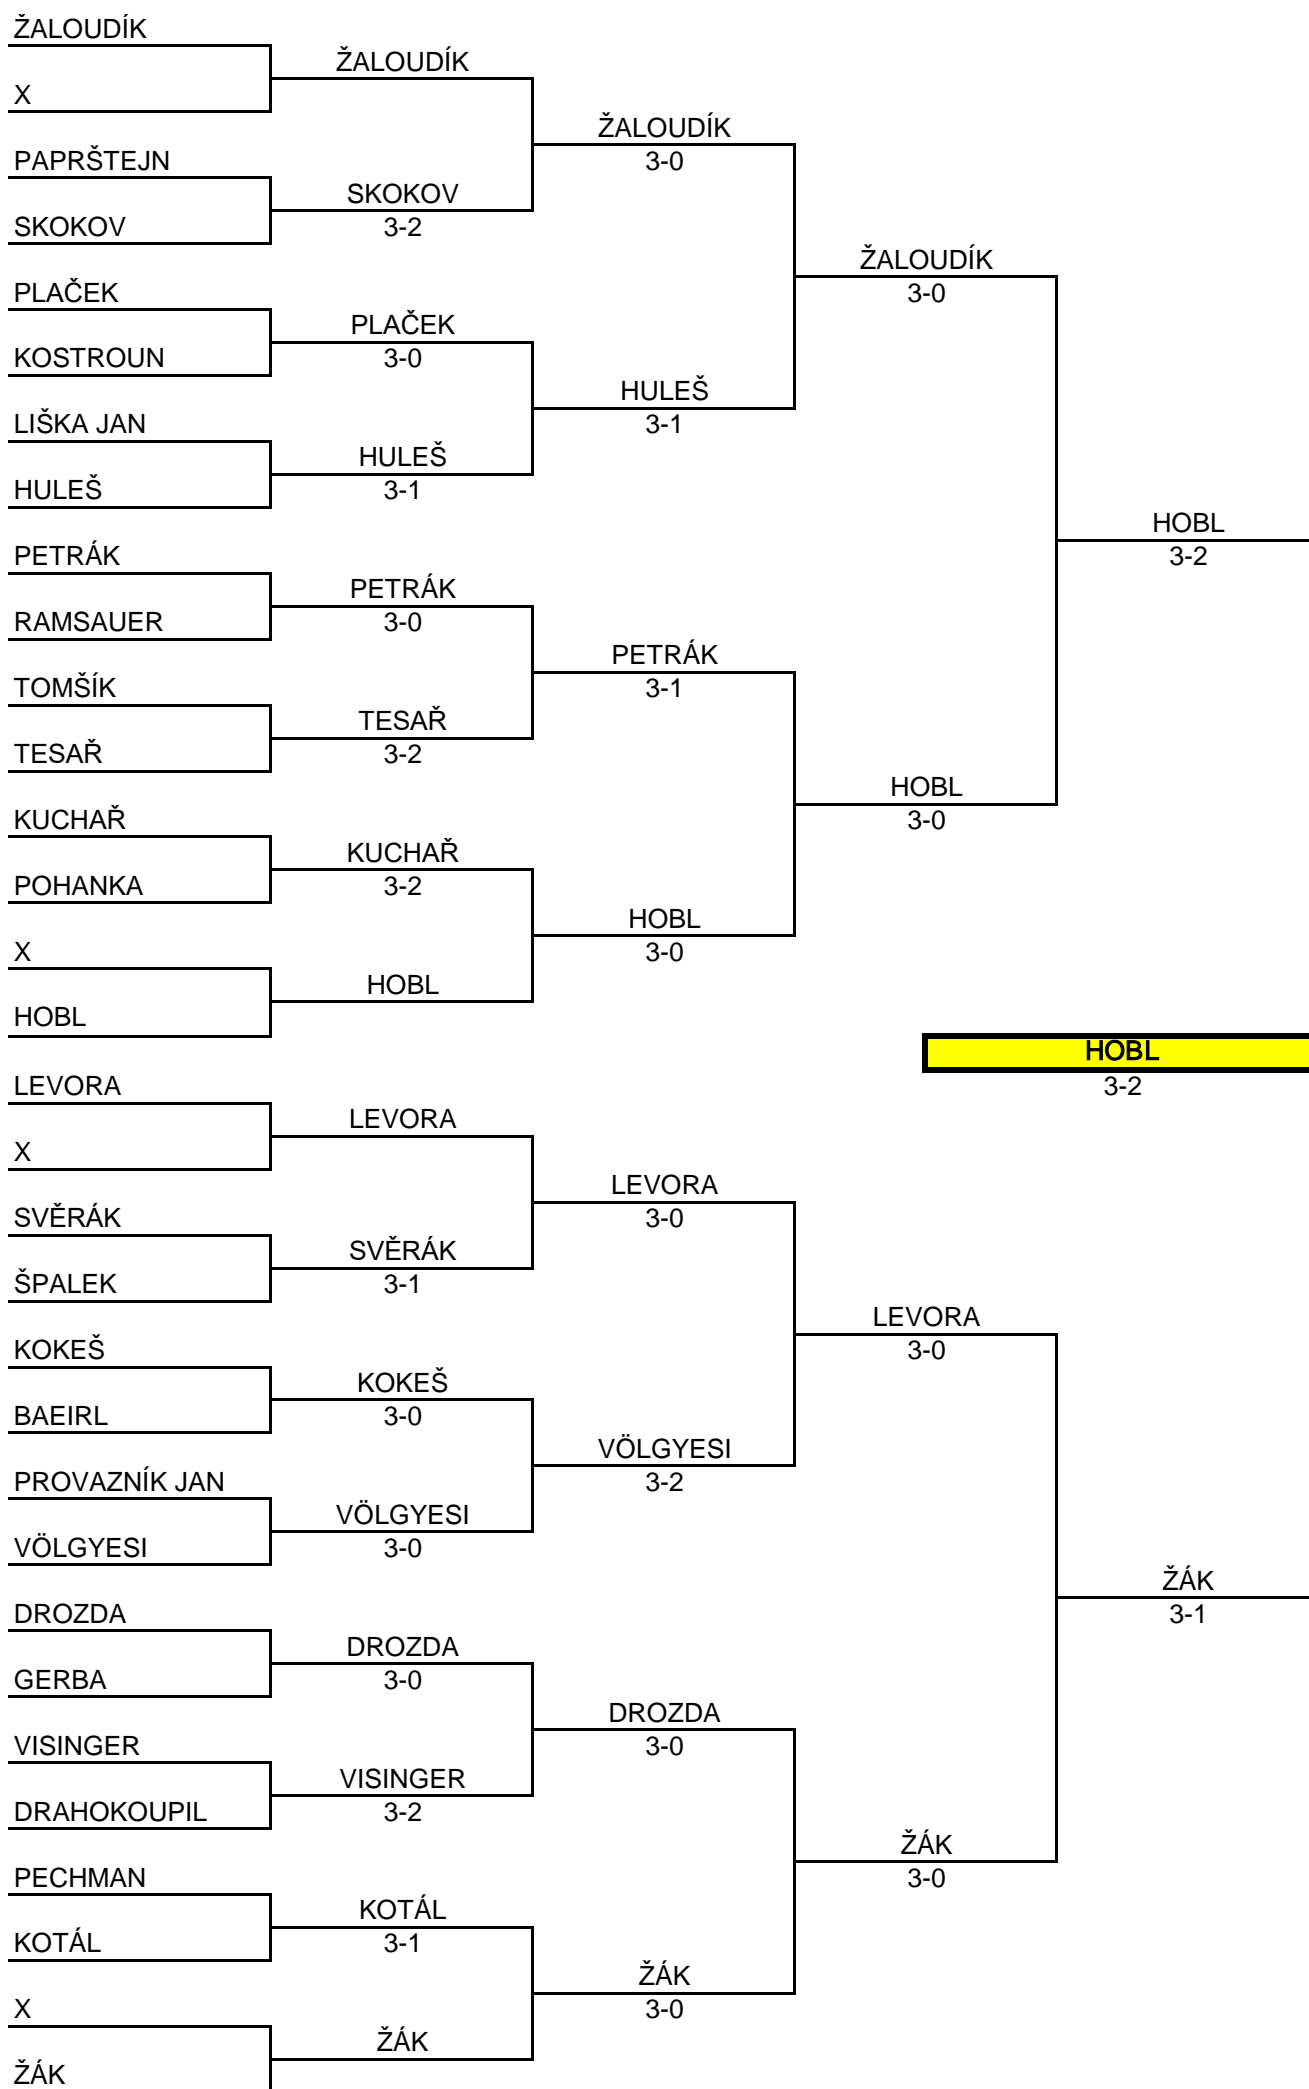 ŽALOUDÍK
X
PAPRŠTEJN
SKOKOV
PLAČEK
KOSTROUN
LIŠKA JAN
HULEŠ
PETRÁK
RAMSAUER
TOMŠÍK
TESAŘ
KUCHAŘ
POHANKA
X
HOBL
LEVORA
X
SVĚRÁK
ŠPALEK
KOKEŠ
BAEIRL
PROVAZNÍK JAN
VÖLGYESI
DROZDA
GERBA
VISINGER
DRAHOKOUPIL
PECHMAN
KOTÁL
X
ŽÁK
ŽALOUDÍK
SKOKOV
3-2
PLAČEK
3-0
HULEŠ
3-1
PETRÁK
3-0
TESAŘ
3-2
KUCHAŘ
3-2
HOBL
LEVORA
SVĚRÁK
3-1
KOKEŠ
3-0
VÖLGYESI
3-0
DROZDA
3-0
VISINGER
3-2
KOTÁL
3-1
ŽÁK
ŽALOUDÍK
3-0
HULEŠ
3-1
PETRÁK
3-1
HOBL
3-0
LEVORA
3-0
VÖLGYESI
3-2
DROZDA
3-0
ŽÁK
3-0
ŽALOUDÍK
3-0
HOBL
3-0
LEVORA
3-0
ŽÁK
3-0
HOBL
3-2
ŽÁK
3-1
HOBL
3-2